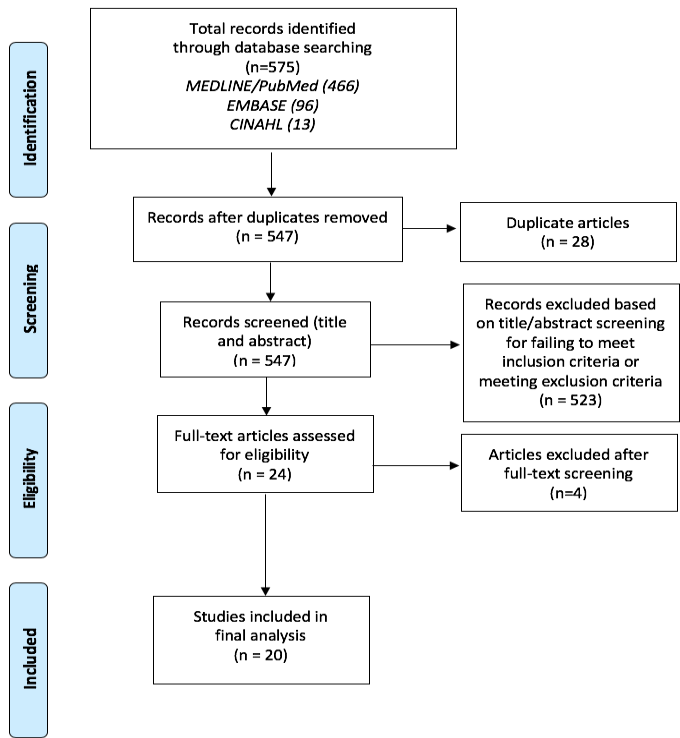 Total records identified
through database searching
(n=575)
MEDLINE/PubMed (466)
EMBASE (96)
CINAHL (13)
Identification
Records after duplicates removed
(n = 547)
Duplicate articles
(n = 28)
Screening
Records screened (title
and abstract)
(n = 547)
Records excluded based
on title/abstract screening
for failing to meet
inclusion criteria or
meeting exclusion criteria
(n = 523)
Eligibility
Full-text articles assessed
for eligibility
(n = 24)
Articles excluded after
full-text screening
(n=4)
Included
Studies included in
final analysis
(n = 20)